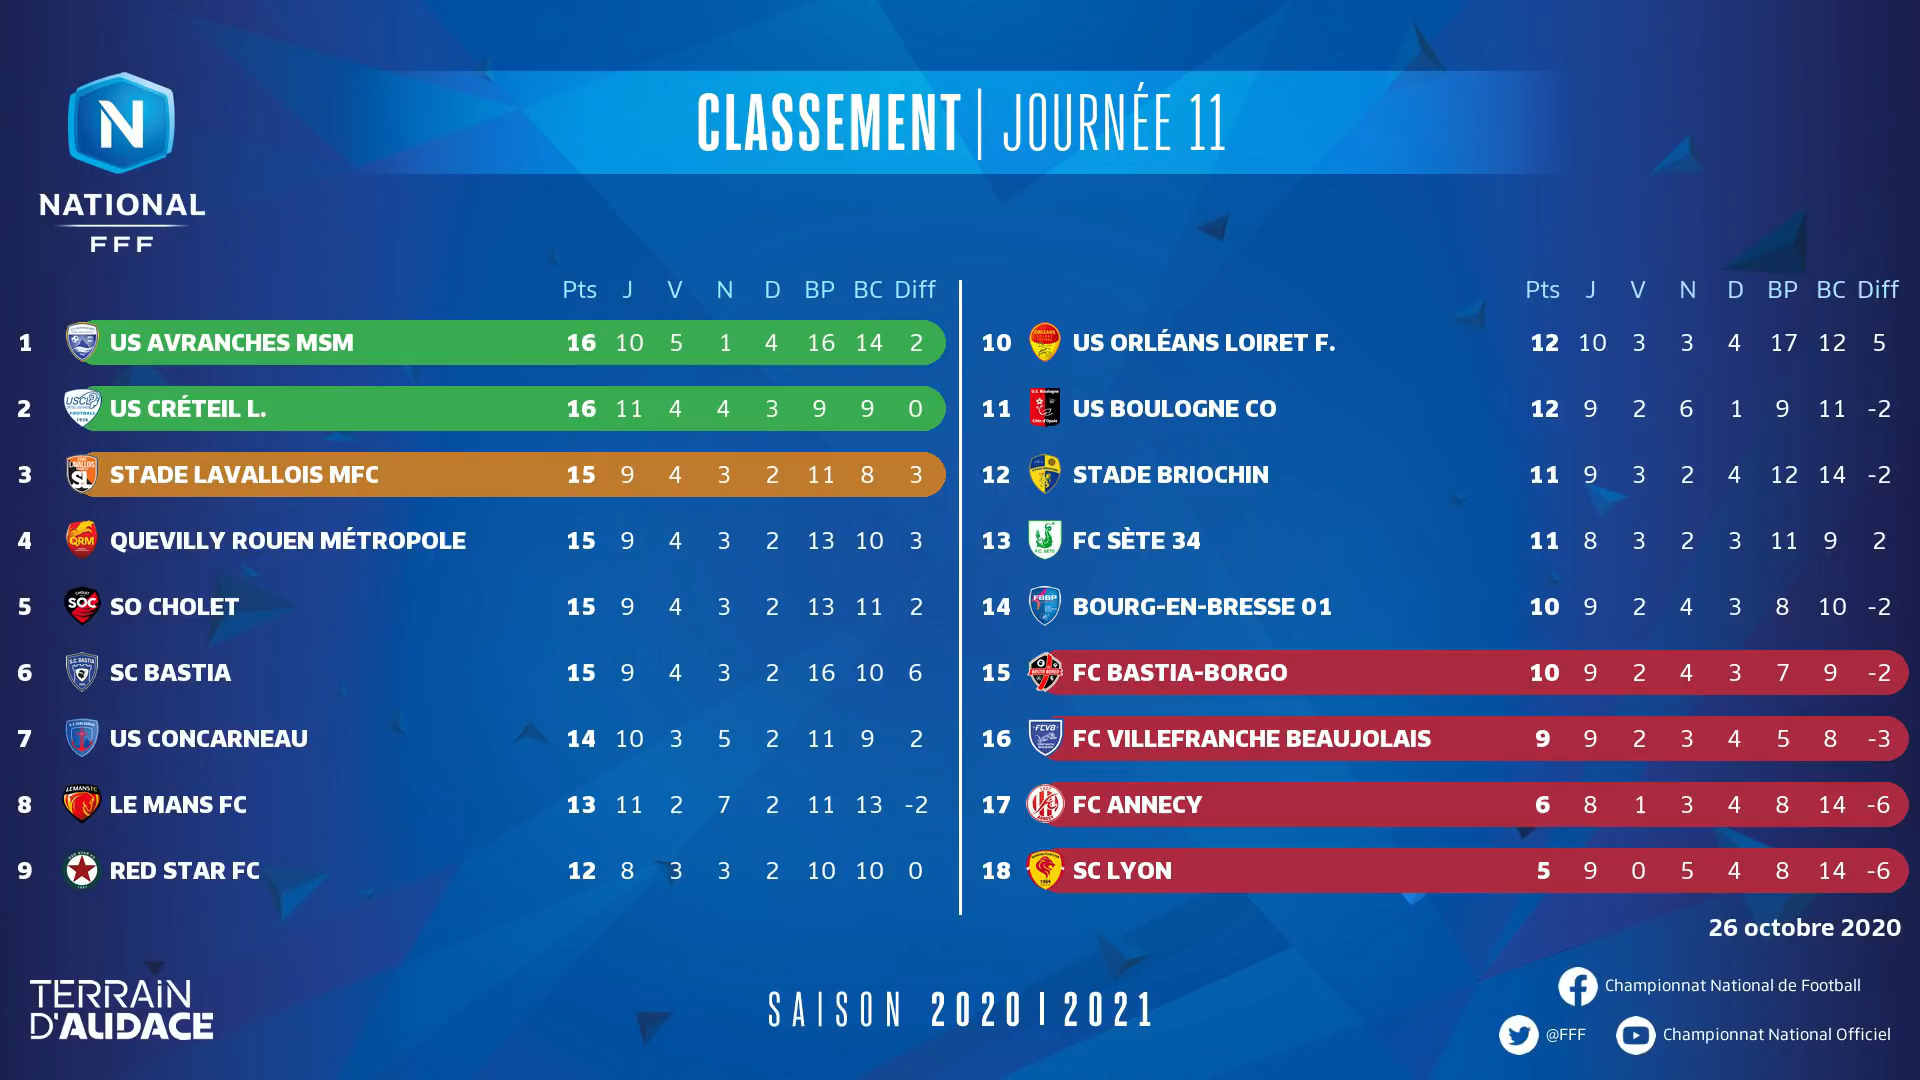 CLASSEMENT | JOURNÉE 11
N
NATIONAL
FFF
Pts J V N D BP BC Diff
1 US AVRANCHES MSM 16 10 5 1 4 16 14 2
2 US CRÉTEIL L. 16 11 4 4 3 9 9 0
3 STADE LAVALLOIS MFC 15 9 4 3 2 11 8 3
4 QUEVILLY ROUEN MÉTROPOLE 15 9 4 3 2 13 10 3
5 SO CHOLET 15 9 4 3 2 13 11 2
6 SC BASTIA 15 9 4 3 2 16 10 6
7 US CONCARNEAU 14 10 3 5 2 11 9 2
8 LE MANS FC 13 11 2 7 2 11 13 -2
9 RED STAR FC 12 8 3 3 2 10 10 0
Pts J V N D BP BC Diff
10 US ORLÉANS LOIRET F. 12 10 3 3 4 17 12 5
11 US BOULOGNE CO 12 9 2 6 1 9 11 -2
12 STADE BRIOCHIN 11 9 3 2 4 12 14 -2
13 FC SÈTE 34 11 8 3 2 3 11 9 2
14 BOURG-EN-BRESSE 01 10 9 2 4 3 8 10 -2
15 FC BASTIA-BORGO 10 9 2 4 3 7 9 -2
16 FC VILLEFRANCHE BEAUJOLAIS 9 9 2 3 4 5 8 -3
17 FC ANNECY 6 8 1 3 4 8 14 -6
18 SC LYON 5 9 0 5 4 8 14 -6
26 octobre 2020
TERRAiN
D'AUDACE
SAISON 2020 | 2021
Championnat National de Football
@FFF Championnat National Officiel